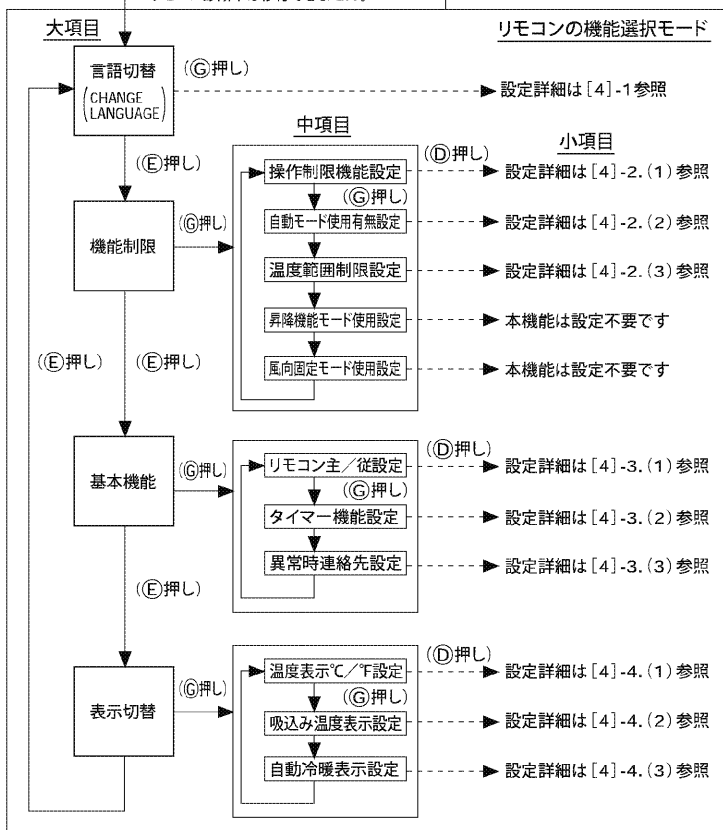 大項目
リモコンの機能選択モード
言語切替
(CHANGE
LANGUAGE)
(Ⓖ押し)
設定詳細は[4]-1参照
(Ⓔ押し)
中項目
小項目
機能制限
(Ⓖ押し)
操作制限機能設定
(Ⓓ押し)
設定詳細は[4]-2.(1)参照
(Ⓖ押し)
自動モード使用有無設定
設定詳細は[4]-2.(2)参照
温度範囲制限設定
設定詳細は[4]-2.(3)参照
昇降機能モード使用設定
本機能は設定不要です
風向固定モード使用設定
本機能は設定不要です
(Ⓔ押し)
(Ⓔ押し)
基本機能
(Ⓖ押し)
リモコン主/従設定
(Ⓓ押し)
設定詳細は[4]-3.(1)参照
(Ⓖ押し)
タイマー機能設定
設定詳細は[4]-3.(2)参照
異常時連絡先設定
設定詳細は[4]-3.(3)参照
(Ⓔ押し)
表示切替
(Ⓖ押し)
温度表示℃/℉設定
(Ⓓ押し)
設定詳細は[4]-4.(1)参照
(Ⓖ押し)
吸込み温度表示設定
設定詳細は[4]-4.(2)参照
自動冷暖表示設定
設定詳細は[4]-4.(3)参照